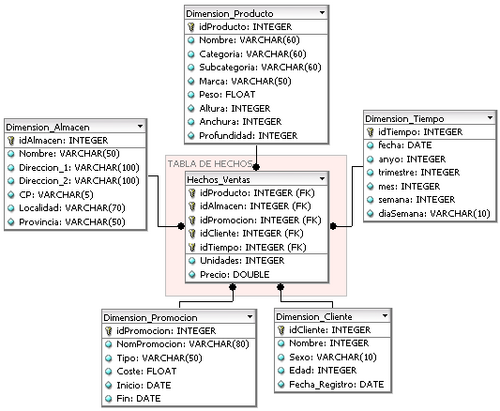 Dimension_Producto
idProducto: INTEGER
Nombre: VARCHAR(60)
Categoria: VARCHAR(60)
Subcategoria: VARCHAR(60)
Marca: VARCHAR(50)
Peso: FLOAT
Altura: INTEGER
Anchura: INTEGER
Profundidad: INTEGER
Dimension_Almacen
idAlmacen: INTEGER
Nombre: VARCHAR(50)
Direccion_1: VARCHAR(100)
Direccion_2: VARCHAR(100)
CP: VARCHAR(5)
Localidad: VARCHAR(70)
Provincia: VARCHAR(50)
Dimension_Tiempo
idTiempo: INTEGER
fecha: DATE
anyo: INTEGER
trimestre: INTEGER
mes: INTEGER
semana: INTEGER
diaSemana: VARCHAR(10)
TABLA DE HECHOS
Hechos_Ventas
idProducto: INTEGER (FK)
idAlmacen: INTEGER (FK)
idPromocion: INTEGER (FK)
idCliente: INTEGER (FK)
idTiempo: INTEGER (FK)
Unidades: INTEGER
Precio: DOUBLE
Dimension_Promocion
idPromocion: INTEGER
NomPromocion: VARCHAR(80)
Tipo: VARCHAR(50)
Coste: FLOAT
Inicio: DATE
Fin: DATE
Dimension_Cliente
idCliente: INTEGER
Nombre: INTEGER
Sexo: VARCHAR(10)
Edad: INTEGER
Fecha_Registro: DATE